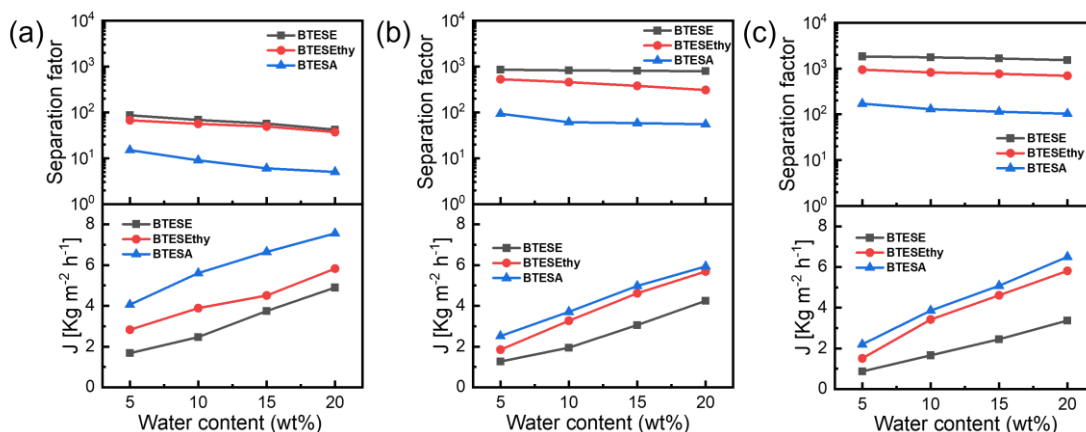 (a)
Separation fator
10⁴
10³
10²
10¹
10⁰
BTESE
BTESEthy
BTESA
J [Kg m⁻² h⁻¹]
8
6
4
2
0
BTESE
BTESEthy
BTESA
5 10 15 20
Water content (wt%)
(b)
Separation factor
10⁴
10³
10²
10¹
10⁰
BTESE
BTESEthy
BTESA
J [Kg m⁻² h⁻¹]
8
6
4
2
0
BTESE
BTESEthy
BTESA
5 10 15 20
Water content (wt%)
(c)
Separation factor
10⁴
10³
10²
10¹
10⁰
BTESE
BTESEthy
BTESA
J [Kg m⁻² h⁻¹]
8
6
4
2
0
BTESE
BTESEthy
BTESA
5 10 15 20
Water content (wt%)